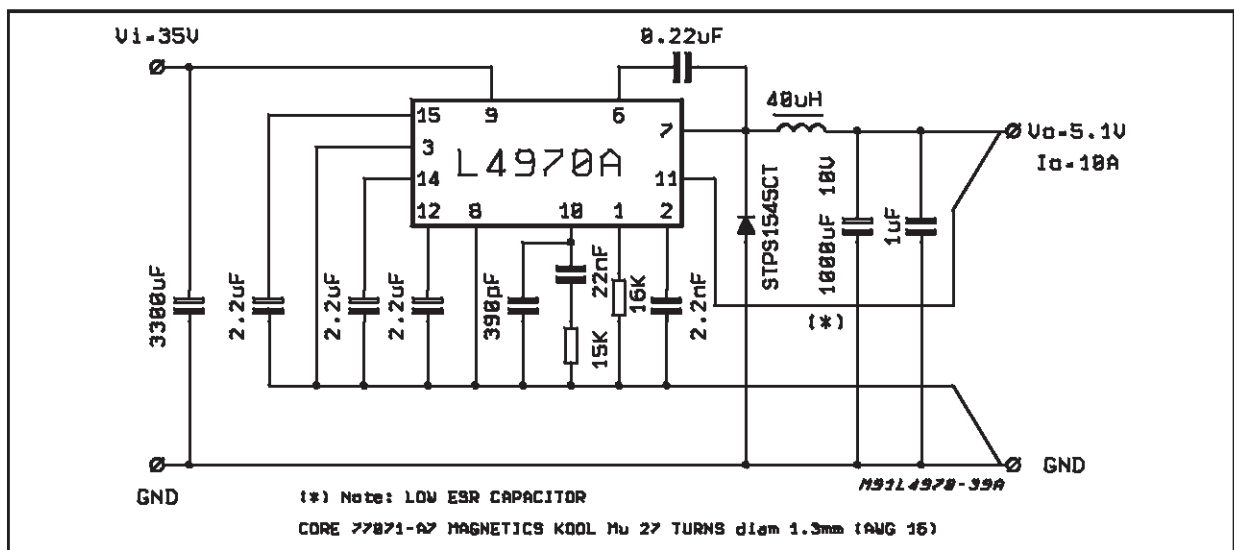 Vi=35V
0.22uF
40uH
15
9
6
7
3
L4970A
14
11
12
8
10
1
2
Vo=5.1V
Io=10A
3300uF
2.2uF
2.2uF
2.2uF
390pF
22nF
15K
16K
2.2nF
STPS1545CT
1000uF 10V
1uF
(*)
GND
GND
M91L4970-39A
(*) Note: LOW ESR CAPACITOR
CORE 77071-A7 MAGNETICS KOOL Mu 27 TURNS diam 1.3mm (AWG 16)